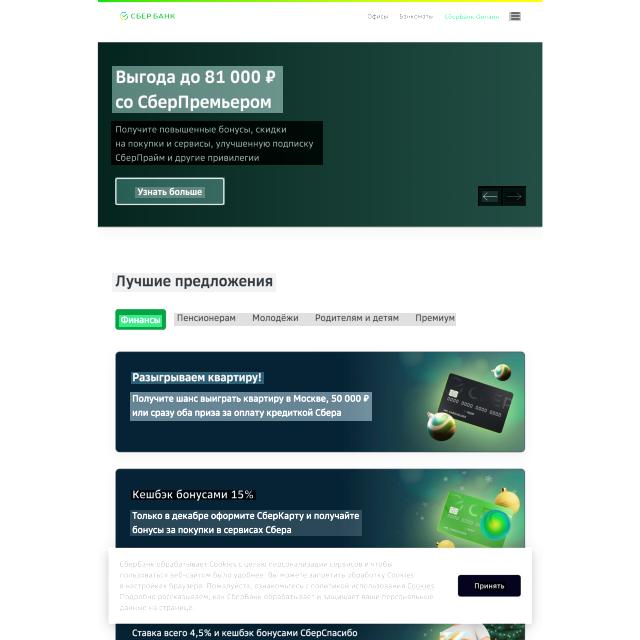 СБЕР БАНК
Офисы Банкоматы Сбербанк Онлайн
Выгода до 81 000 ₽
со СберПремьером
Получите повышенные бонусы, скидки
на покупки и сервисы, улучшенную подписку
СберПрайм и другие привилегии
Узнать больше
Лучшие предложения
Финансы Пенсионерам Молодёжи Родителям и детям Премиум
Разыгрываем квартиру!
Получите шанс выиграть квартиру в Москве, 50 000 ₽
или сразу оба приза за оплату кредиткой Сбера
Кешбэк бонусами 15%
Только в декабре оформите СберКарту и получайте
бонусы за покупки в сервисах Сбера
СберБанк обрабатывает Cookies с целью персонализации сервисов и чтобы
пользоваться веб-сайтом было удобнее. Вы можете запретить обработку Cookies
в настройках браузера. Пожалуйста, ознакомьтесь с политикой использования Cookies.
Подробно рассказываем, как СберБанк обрабатывает и защищает ваши персональные
данные на странице.
Принять
Ставка всего 4,5% и кешбэк бонусами СберСпасибо